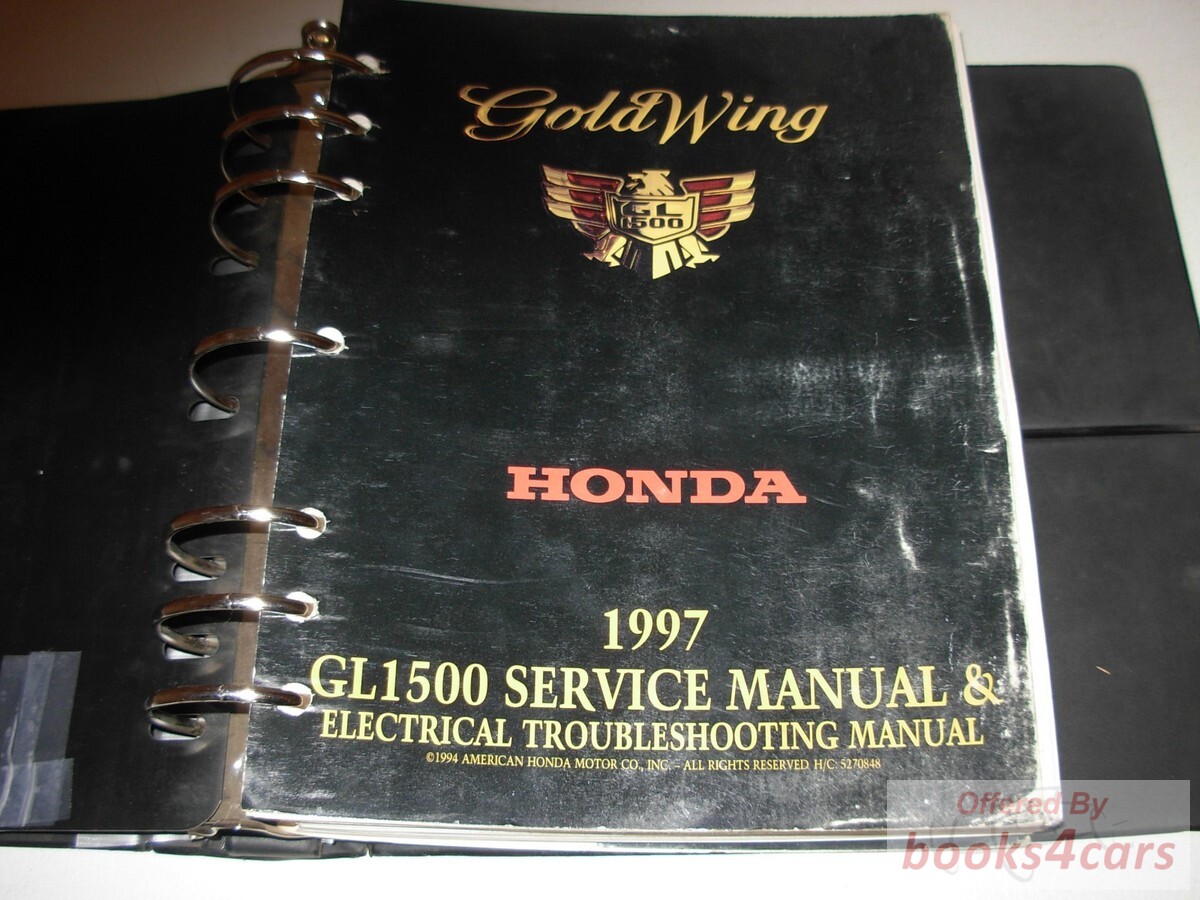 GoldWing
GL
1500
HONDA
1997
GL1500 SERVICE MANUAL &
ELECTRICAL TROUBLESHOOTING MANUAL
©1994 AMERICAN HONDA MOTOR CO., INC. – ALL RIGHTS RESERVED H/C: 5270848
Offered By
books4cars